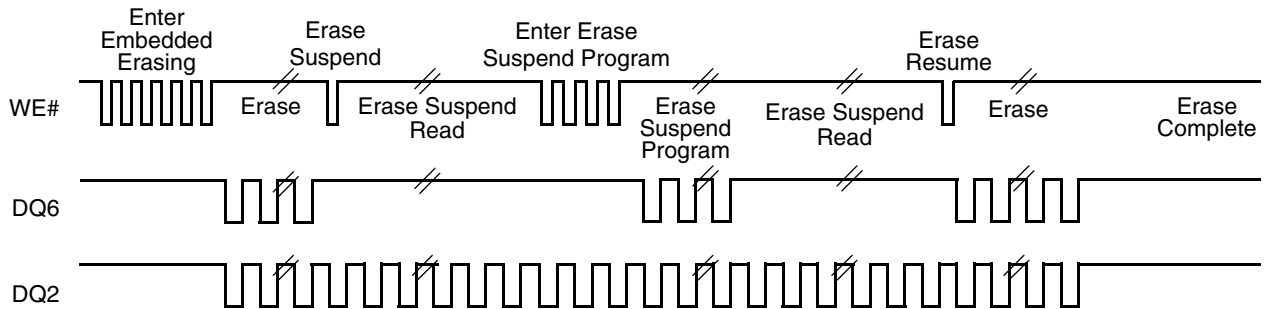 Enter
Embedded
Erasing
Erase
Suspend
Enter Erase
Suspend Program
Erase
Resume
WE#
Erase
Erase Suspend
Read
Erase
Suspend
Program
Erase Suspend
Read
Erase
Erase
Complete
DQ6
DQ2